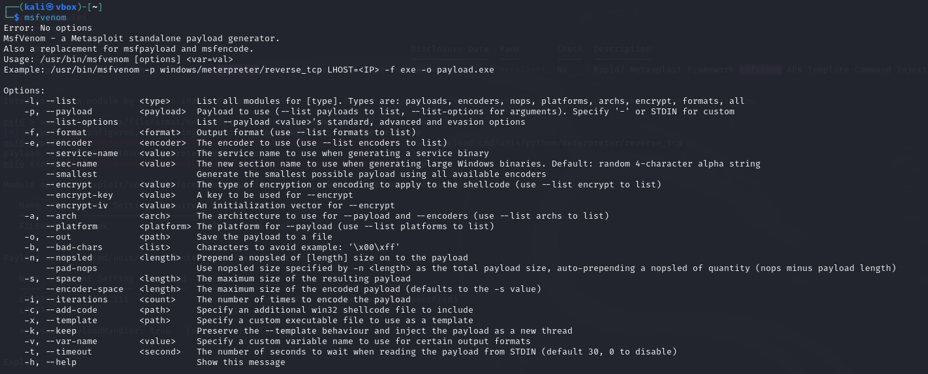 ┌──(kali㉿vbox)-[~]
└─$ msfvenom
Error: No options
MsfVenom - a Metasploit standalone payload generator.
Also a replacement for msfpayload and msfencode.
Usage: /usr/bin/msfvenom [options] <var=val>
Example: /usr/bin/msfvenom -p windows/meterpreter/reverse_tcp LHOST=<IP> -f exe -o payload.exe
Options:
-l, --list <type> List all modules for [type]. Types are: payloads, encoders, nops, platforms, archs, encrypt, formats, all
-p, --payload <payload> Payload to use (--list payloads to list, --list-options for arguments). Specify '-' or STDIN for custom
--list-options List --payload <value>'s standard, advanced and evasion options
-f, --format <format> Output format (use --list formats to list)
-e, --encoder <encoder> The encoder to use (use --list encoders to list)
--service-name <value> The service name to use when generating a service binary
--sec-name <value> The new section name to use when generating large Windows binaries. Default: random 4-character alpha string
--smallest Generate the smallest possible payload using all available encoders
--encrypt <value> The type of encryption or encoding to apply to the shellcode (use --list encrypt to list)
--encrypt-key <value> A key to be used for --encrypt
--encrypt-iv <value> An initialization vector for --encrypt
-a, --arch <arch> The architecture to use for --payload and --encoders (use --list archs to list)
--platform <platform> The platform for --payload (use --list platforms to list)
-o, --out <path> Save the payload to a file
-b, --bad-chars <list> Characters to avoid example: '\x00\xff'
-n, --nopsled <length> Prepend a nopsled of [length] size on to the payload
--pad-nops Use nopsled size specified by -n <length> as the total payload size, auto-prepending a nopsled of quantity (nops minus payload length)
-s, --space <length> The maximum size of the resulting payload
--encoder-space <length> The maximum size of the encoded payload (defaults to the -s value)
-i, --iterations <count> The number of times to encode the payload
-c, --add-code <path> Specify an additional win32 shellcode file to include
-x, --template <path> Specify a custom executable file to use as a template
-k, --keep Preserve the --template behaviour and inject the payload as a new thread
-v, --var-name <value> Specify a custom variable name to use for certain output formats
-t, --timeout <second> The number of seconds to wait when reading the payload from STDIN (default 30, 0 to disable)
-h, --help Show this message